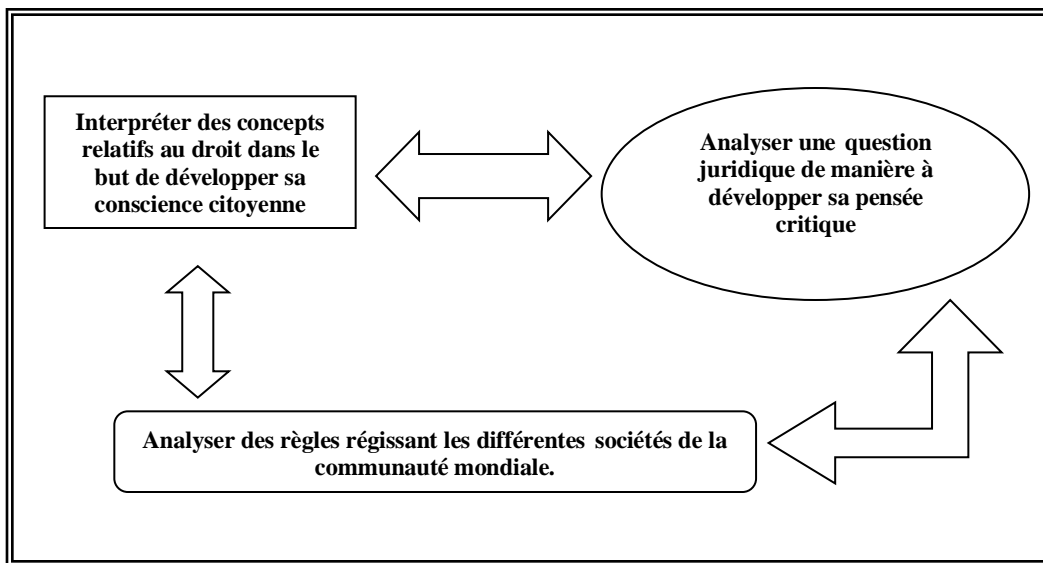 Interpréter des concepts
relatifs au droit dans le
but de développer sa
conscience citoyenne
Analyser une question
juridique de manière à
développer sa pensée
critique
Analyser des règles régissant les différentes sociétés de la
communauté mondiale.